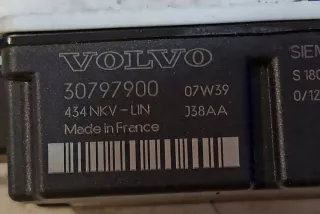 VOLVO
30797900 07W39
434 NKV-LIN J38AA
Made in France
SIEM
S 180
0/12